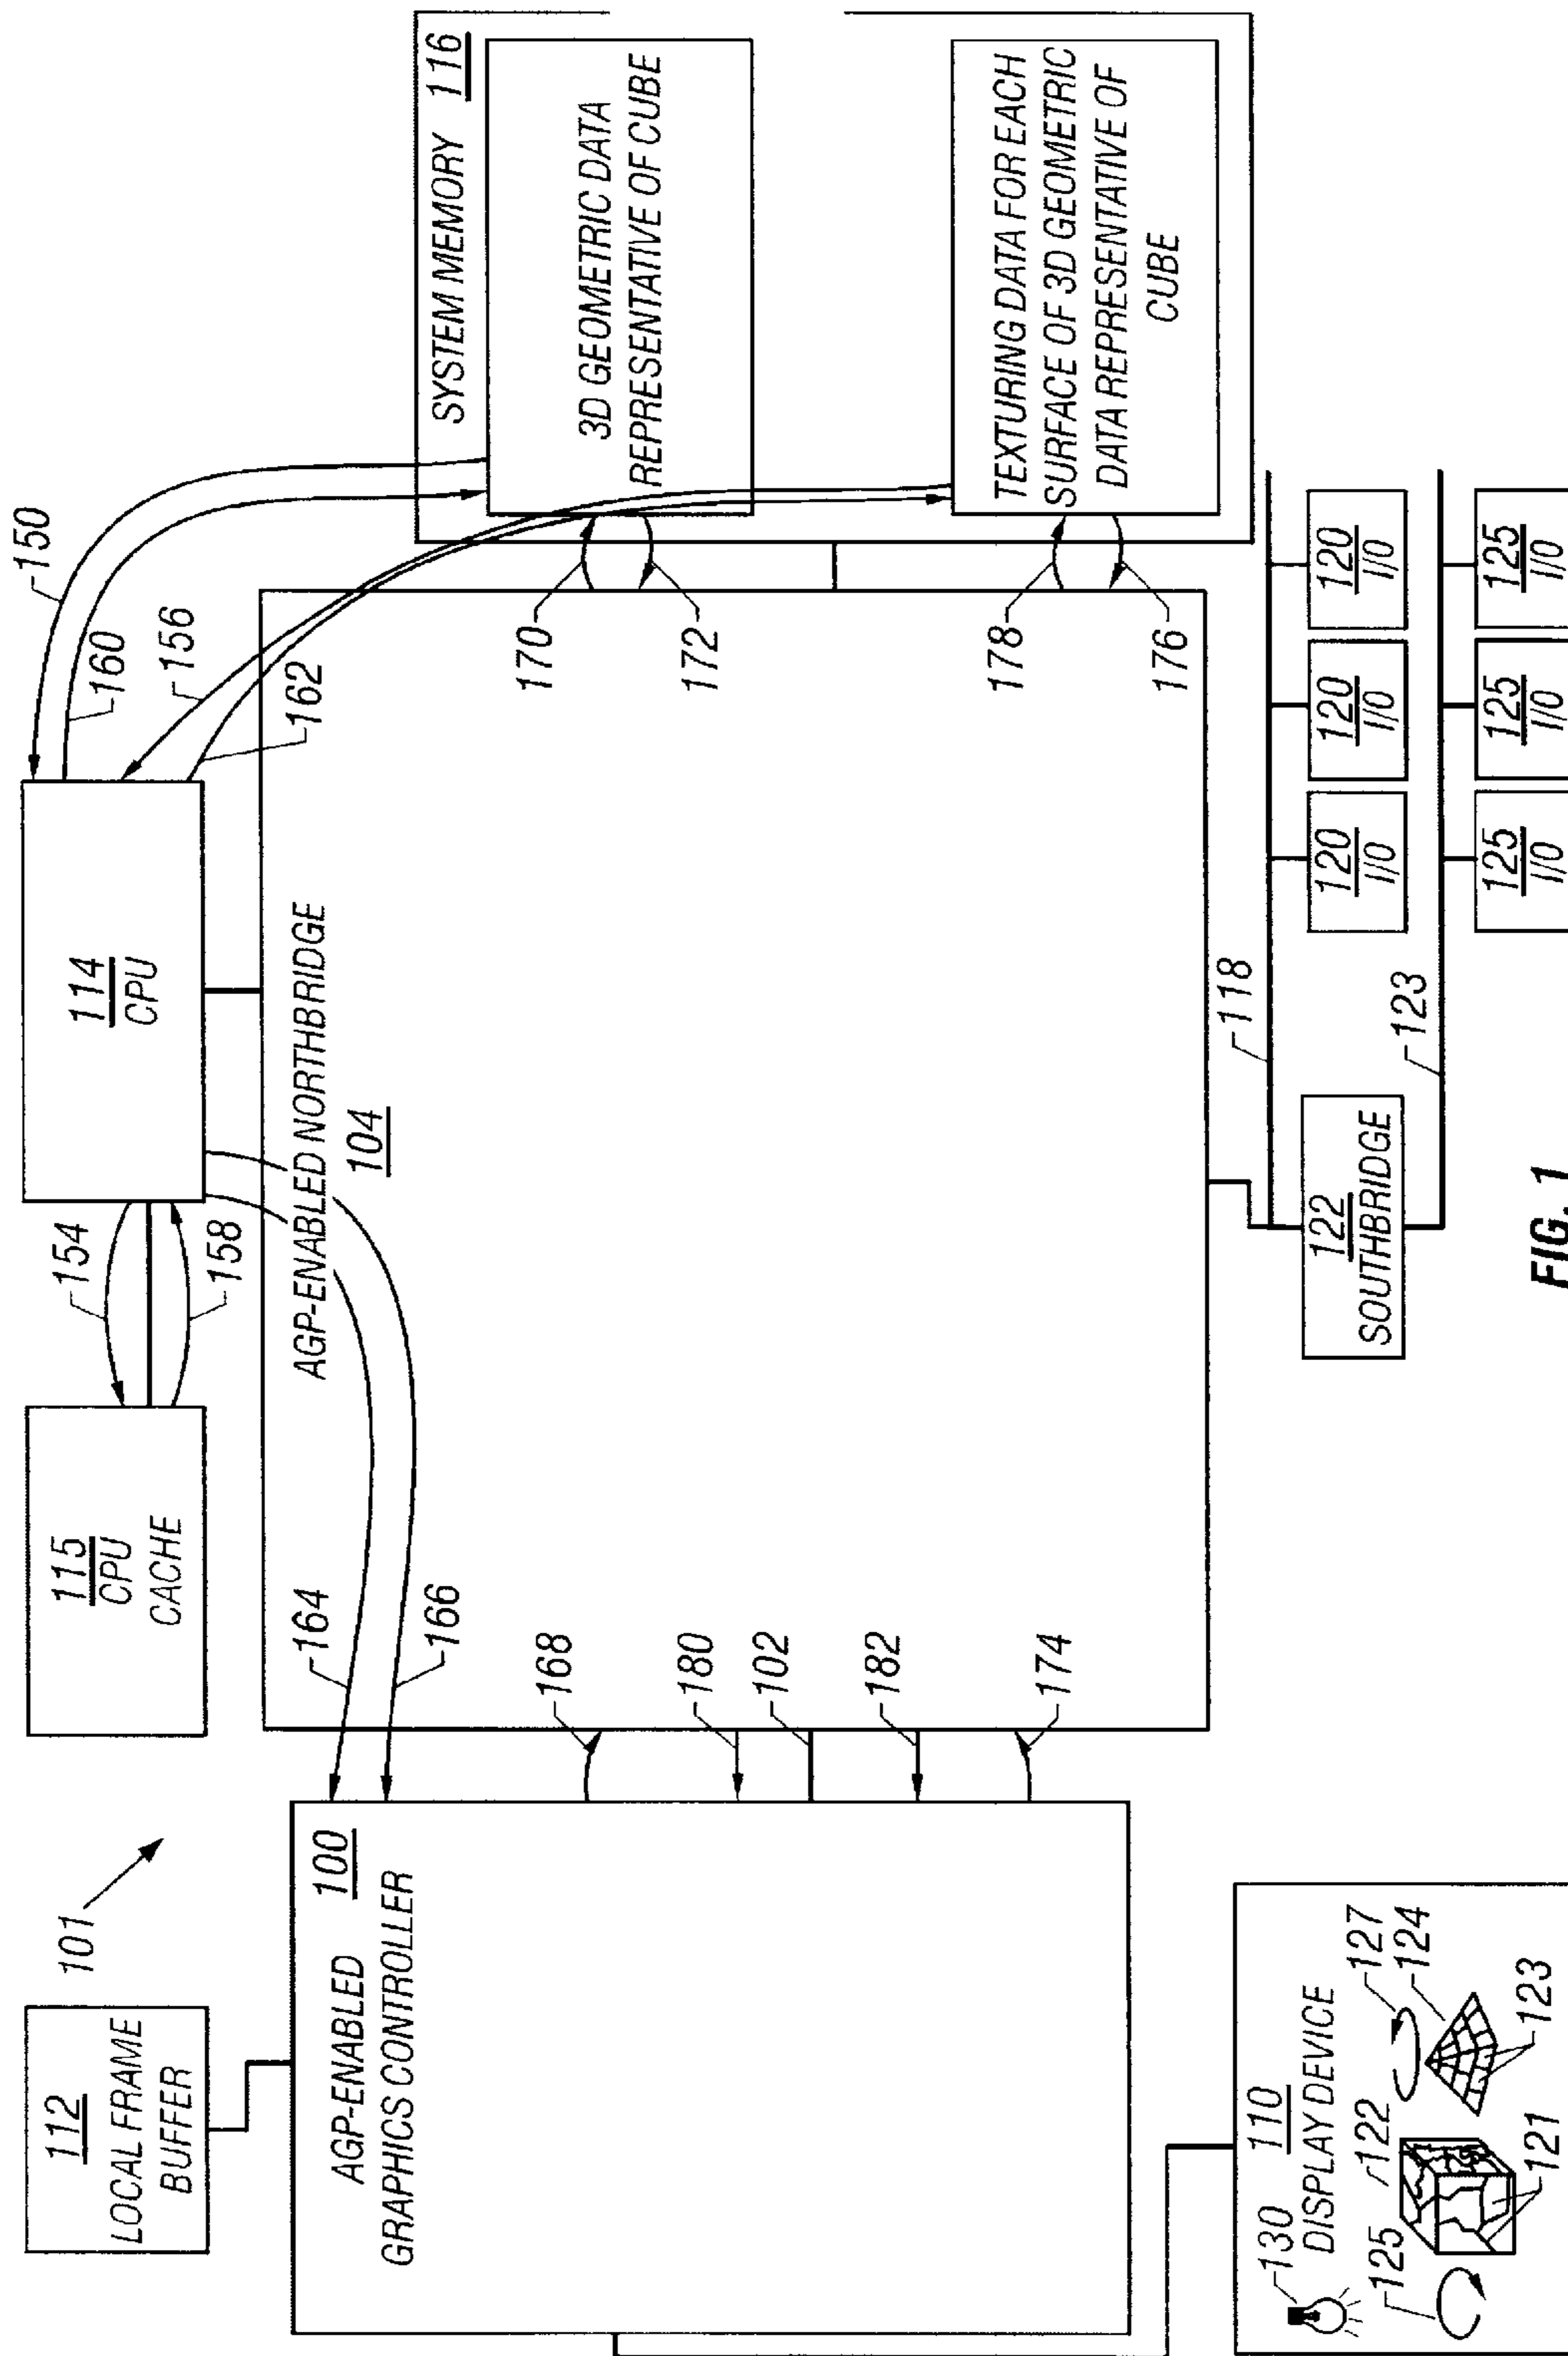 101
112
LOCAL FRAME
BUFFER
115
CPU
CACHE
154
158
114
CPU
150
160
156
162
SYSTEM MEMORY 116
3D GEOMETRIC DATA
REPRESENTATIVE OF CUBE
TEXTURING DATA FOR EACH
SURFACE OF 3D GEOMETRIC
DATA REPRESENTATIVE OF
CUBE
AGP-ENABLED NORTHBRIDGE
104
164
166
168
180
102
182
174
170
172
178
176
100
AGP-ENABLED
GRAPHICS CONTROLLER
130
110
DISPLAY DEVICE
125
122
127
124
121
123
122
SOUTHBRIDGE
118
120
I/O
120
I/O
120
I/O
123
125
I/O
125
I/O
125
I/O
FIG. 1